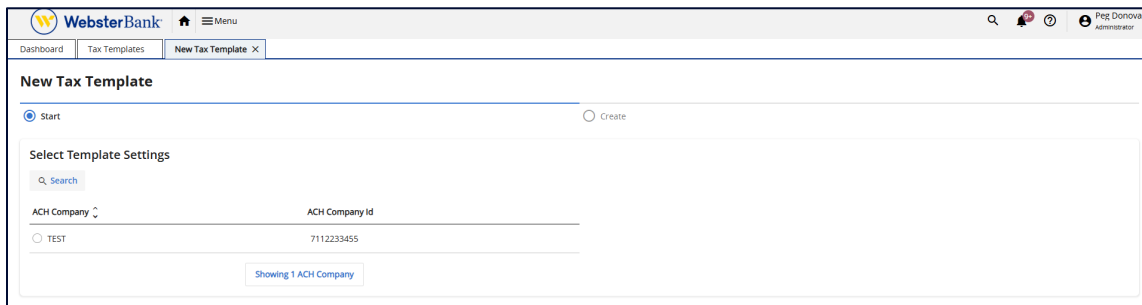 WebsterBank Menu 9+ Peg Donova
Administrator
Dashboard Tax Templates New Tax Template
New Tax Template
Start Create
Select Template Settings
Search
ACH Company ACH Company Id
TEST 7112233455
Showing 1 ACH Company